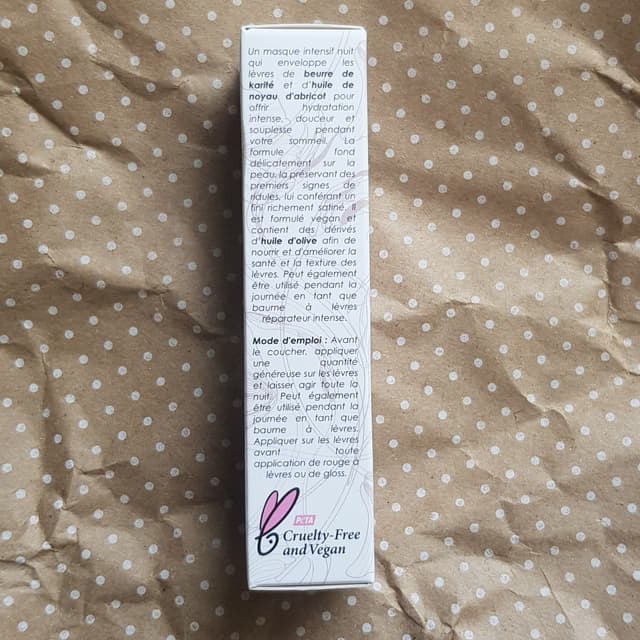 Un masque intensif nuit
qui enveloppe les
lèvres de beurre de
karité et d'huile de
noyau d'abricot pour
offrir hydratation
intense, douceur et
souplesse pendant
votre sommeil. La
formule fond
délicatement sur la
peau, la préservant des
premiers signes de
ridules, lui conférant un
fini richement satiné. Il
est formulé vegan et
contient des dérivés
d'huile d'olive afin de
nourrir et d'améliorer la
santé et la texture des
lèvres. Peut également
être utilisé pendant la
journée en tant que
baume à lèvres
réparateur intense.
Mode d'emploi : Avant
le coucher, appliquer
une quantité
généreuse sur les lèvres
et laisser agir toute la
nuit. Peut également
être utilisé pendant la
journée en tant que
baume à lèvres.
Appliquer sur les lèvres
avant toute
application de rouge à
lèvres ou de gloss.
PETA
Cruelty-Free
and Vegan